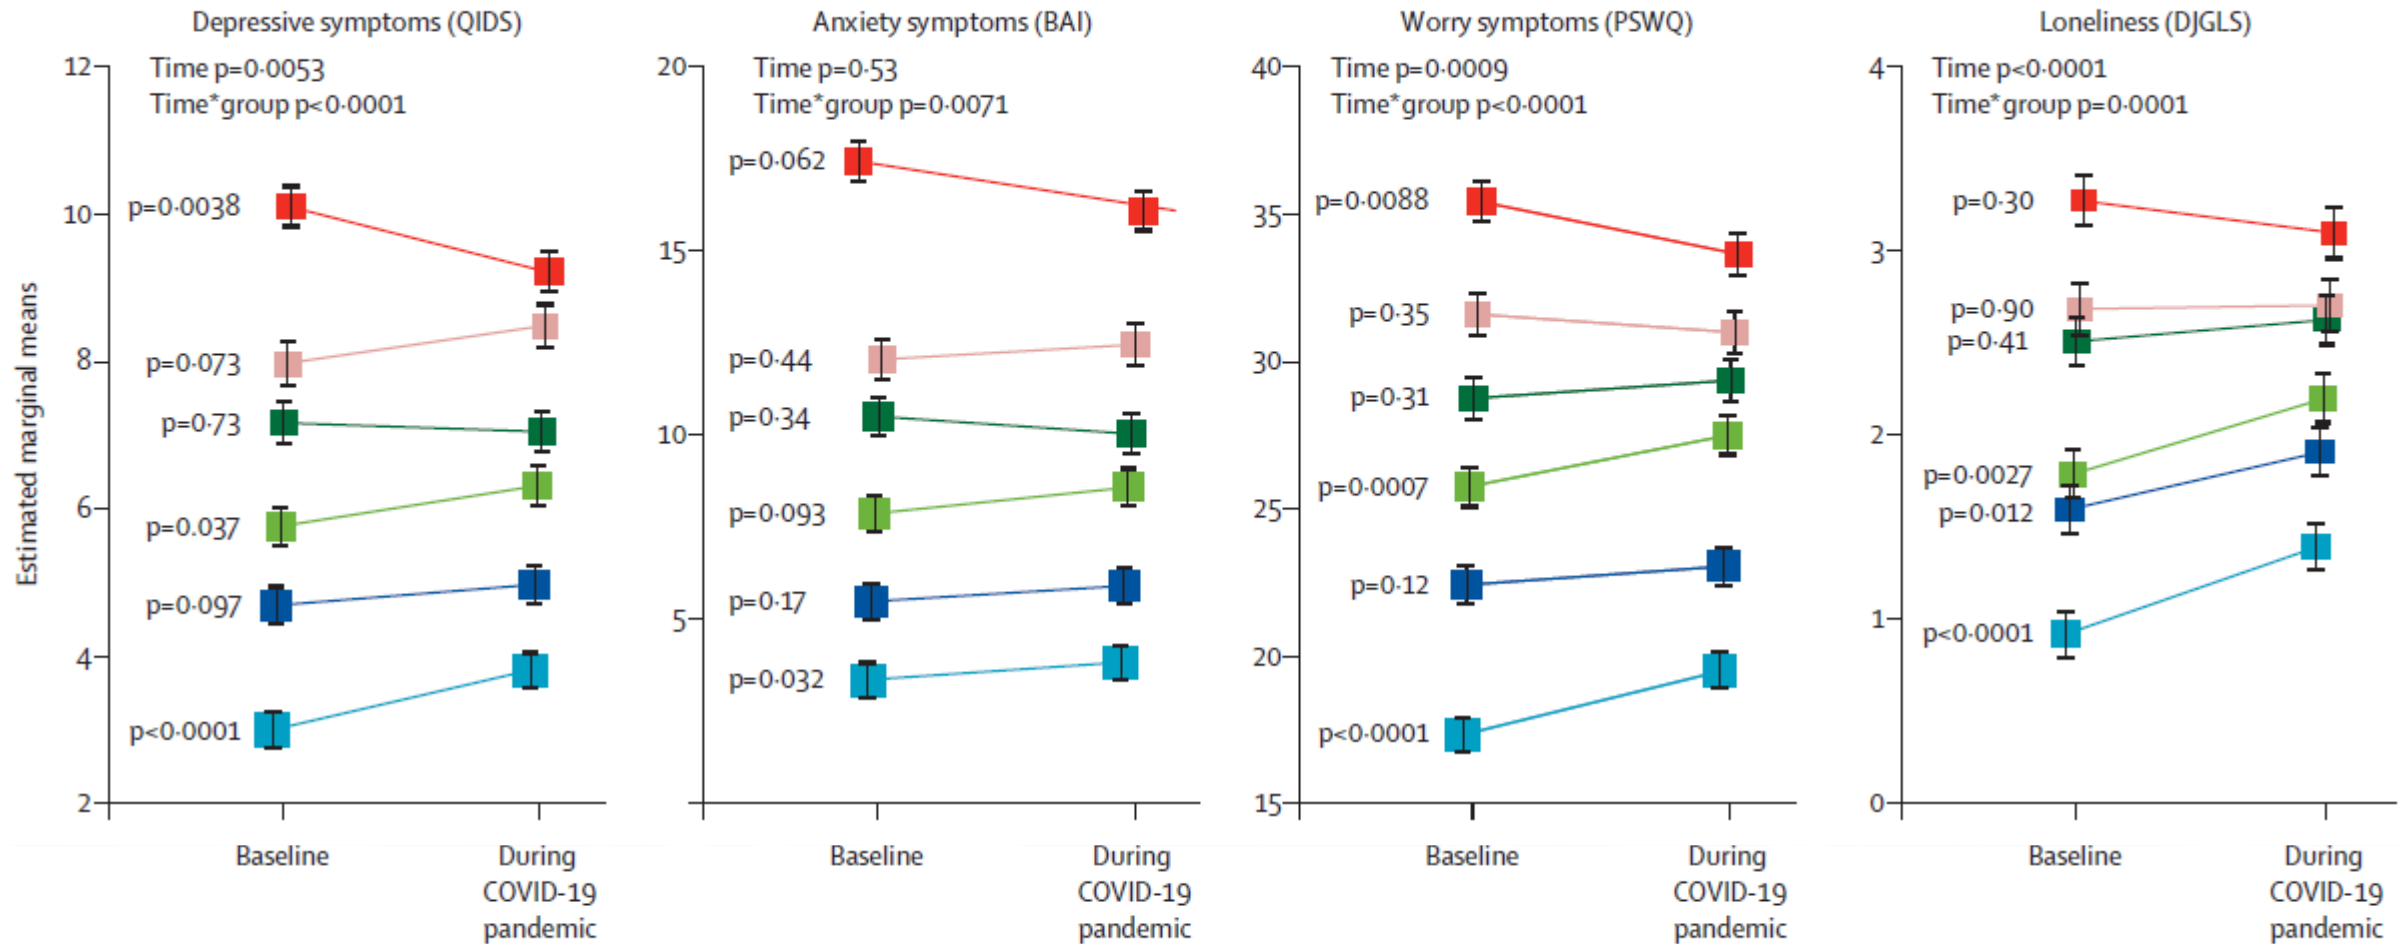 Depressive symptoms (QIDS)
Time p=0·0053
Time*group p<0·0001
Estimated marginal means
12
10
8
6
4
2
p=0·0038
p=0·073
p=0·73
p=0.037
p=0·097
p<0·0001
Baseline
During
COVID-19
pandemic
Anxiety symptoms (BAI)
Time p=0·53
Time*group p=0·0071
20
15
10
5
p=0·062
p=0·44
p=0·34
p=0·093
p=0·17
p=0·032
Baseline
During
COVID-19
pandemic
Worry symptoms (PSWQ)
Time p=0·0009
Time*group p<0·0001
40
35
30
25
20
15
p=0·0088
p=0·35
p=0·31
p=0·0007
p=0·12
p<0·0001
Baseline
During
COVID-19
pandemic
Loneliness (DJGLS)
Time p<0·0001
Time*group p=0·0001
4
3
2
1
0
p=0·30
p=0·90
p=0·41
p=0·0027
p=0·012
p<0·0001
Baseline
During
COVID-19
pandemic